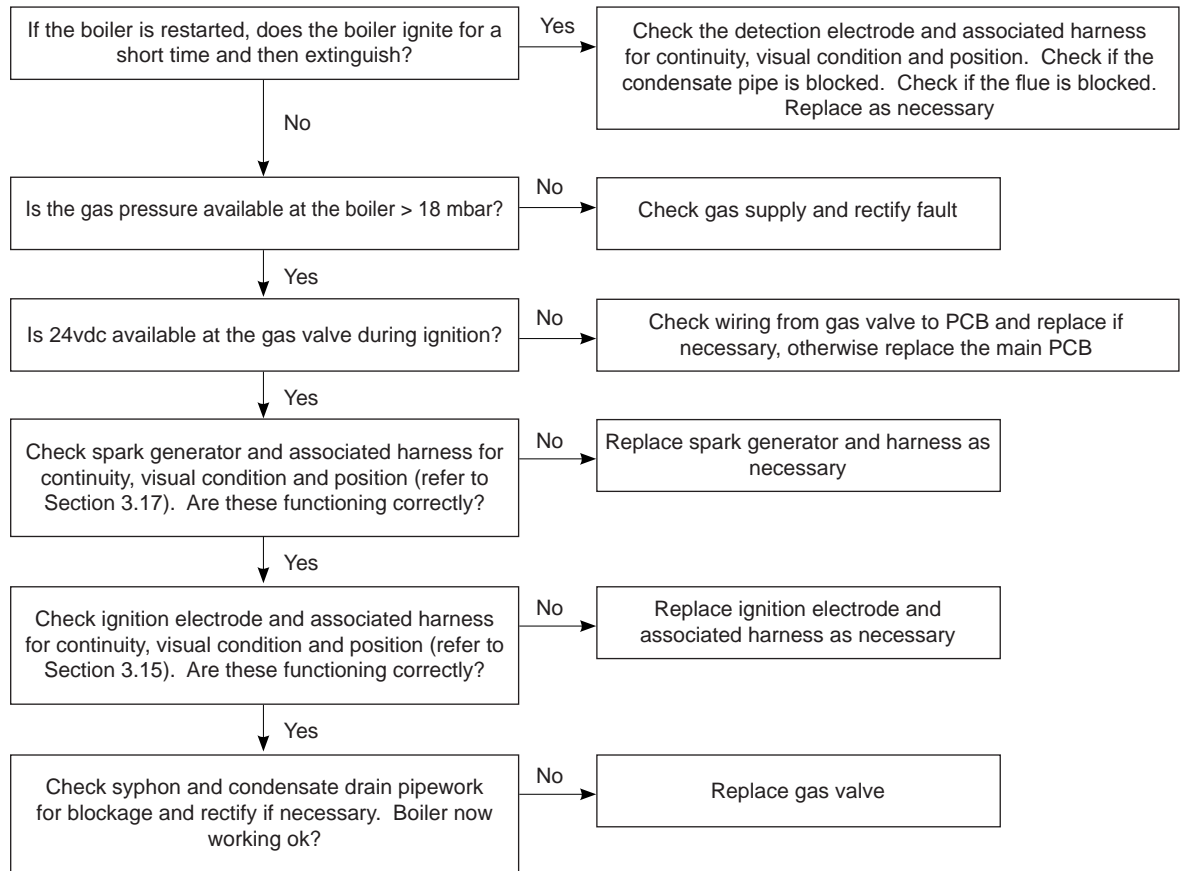 If the boiler is restarted, does the boiler ignite for a
short time and then extinguish?
Yes
Check the detection electrode and associated harness
for continuity, visual condition and position.  Check if the
condensate pipe is blocked.  Check if the flue is blocked.
Replace as necessary
No
Is the gas pressure available at the boiler > 18 mbar?
No
Check gas supply and rectify fault
Yes
Is 24vdc available at the gas valve during ignition?
No
Check wiring from gas valve to PCB and replace if
necessary, otherwise replace the main PCB
Yes
Check spark generator and associated harness for
continuity, visual condition and position (refer to
Section 3.17).  Are these functioning correctly?
No
Replace spark generator and harness as
necessary
Yes
Check ignition electrode and associated harness
for continuity, visual condition and position (refer to
Section 3.15).  Are these functioning correctly?
No
Replace ignition electrode and
associated harness as necessary
Yes
Check syphon and condensate drain pipework
for blockage and rectify if necessary.  Boiler now
working ok?
No
Replace gas valve